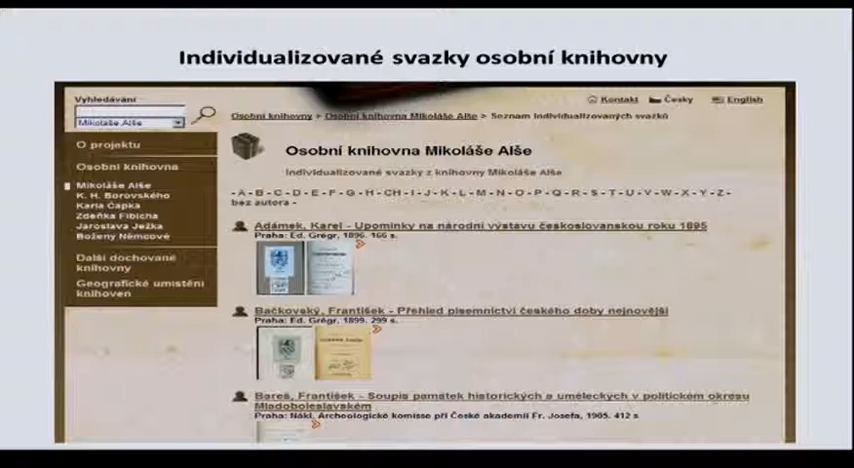 Individualizované svazky osobní knihovny
Vyhledávání
Kontakt Česky English
Mikoláše Alše
Osobní knihovny > Osobní knihovna Mikoláše Alše > Seznam individualizovaných svazků
O projektu
Osobní knihovna
Osobní knihovna Mikoláše Alše
Individualizované svazky z knihovny Mikoláše Alše
Mikoláše Alše
K. H. Borovského
Karla Čapka
Zdeňka Fibicha
Jaroslava Ježka
Boženy Němcové
- A - B - C - D - E - F - G - H - CH - I - J - K - L - M - N - O - P - Q - R - S - T - U - V - W - X - Y - Z -
bez autora -
Další dochované
knihovny
Geografické umístění
knihoven
Adámek, Karel - Upomínky na národní výstavu československou roku 1895
Praha: Ed. Grégr, 1896. 166 s.
Bačkovský, František - Přehled písemnictví českého doby nejnovější
Praha: Ed. Grégr, 1899. 299 s.
Bareš, František - Soupis památek historických a uměleckých v politickém okresu
Mladoboleslavském
Praha: Nákl. Archeologické komisse při České akademii Fr. Josefa, 1905. 412 s